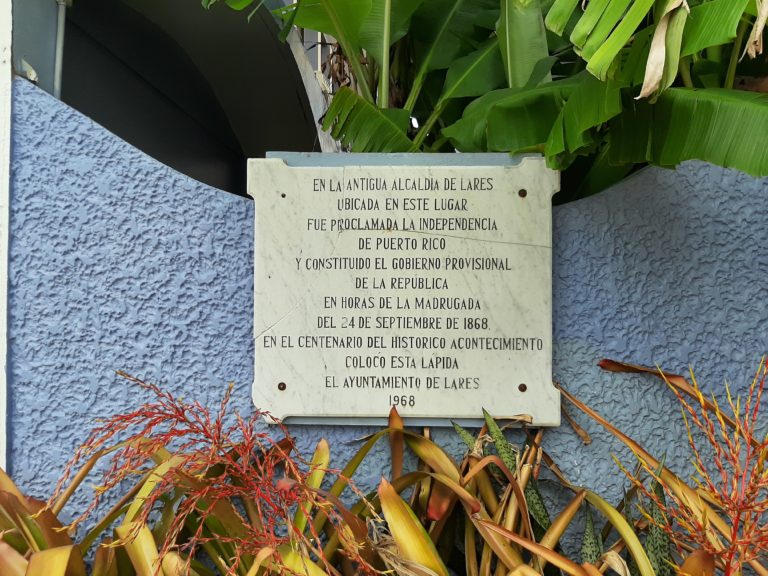 EN LA ANTIGUA ALCALDIA DE LARES
UBICADA EN ESTE LUGAR
FUE PROCLAMADA LA INDEPENDENCIA
DE PUERTO RICO
Y CONSTITUIDO EL GOBIERNO PROVISIONAL
DE LA REPÚBLICA
EN HORAS DE LA MADRUGADA
DEL 24 DE SEPTIEMBRE DE 1868.
EN EL CENTENARIO DEL HISTORICO ACONTECIMIENTO
COLOCÓ ESTA LAPIDA
EL AYUNTAMIENTO DE LARES
1968